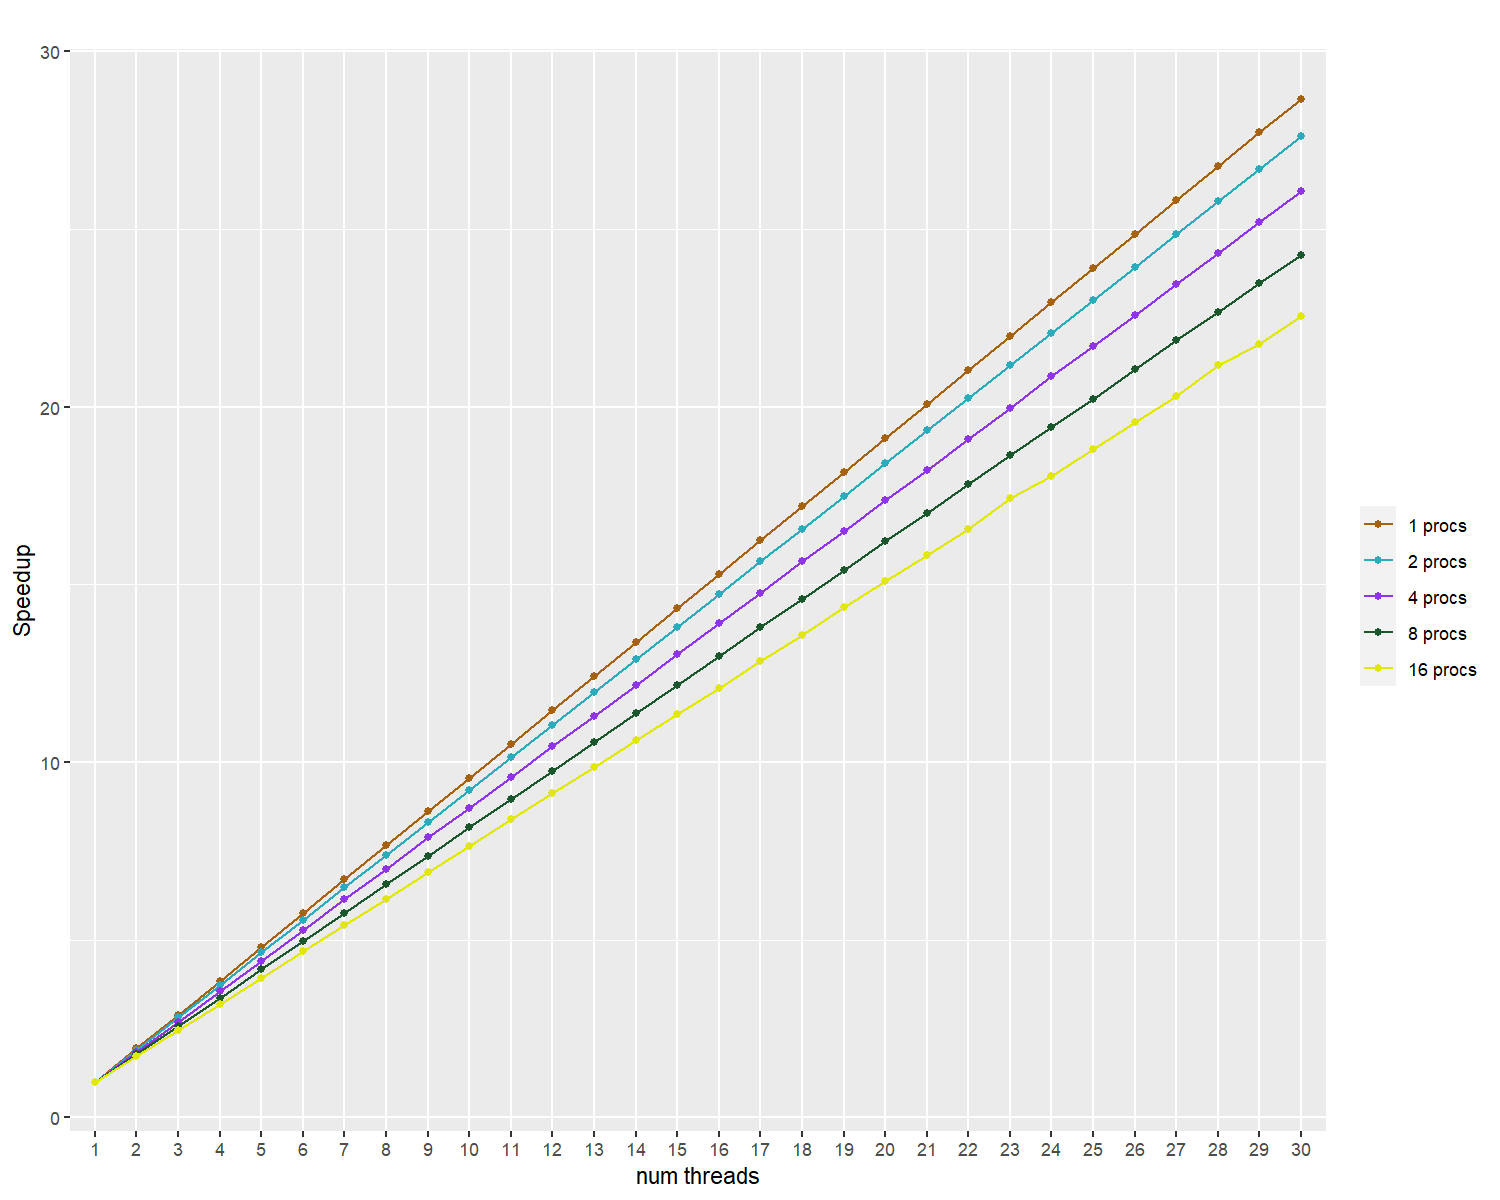 30
20
10
0
Speedup
1 2 3 4 5 6 7 8 9 10 11 12 13 14 15 16 17 18 19 20 21 22 23 24 25 26 27 28 29 30
num threads
1 procs
2 procs
4 procs
8 procs
16 procs